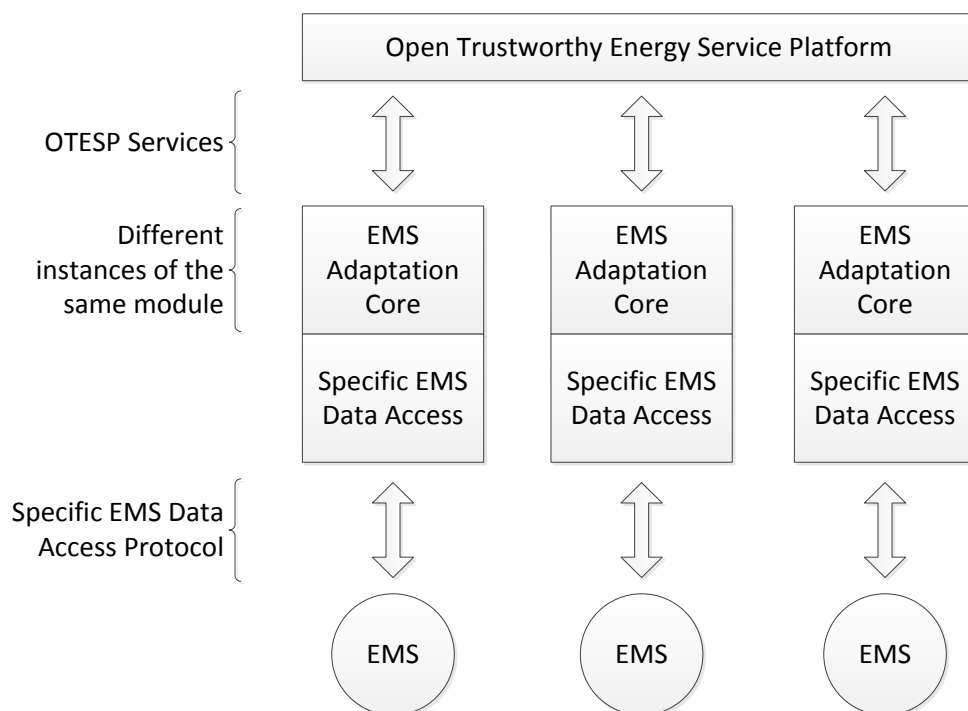 Open Trustworthy Energy Service Platform
OTESP Services
Different
instances of the
same module
EMS
Adaptation
Core
EMS
Adaptation
Core
EMS
Adaptation
Core
Specific EMS
Data Access
Specific EMS
Data Access
Specific EMS
Data Access
Specific EMS Data
Access Protocol
EMS
EMS
EMS